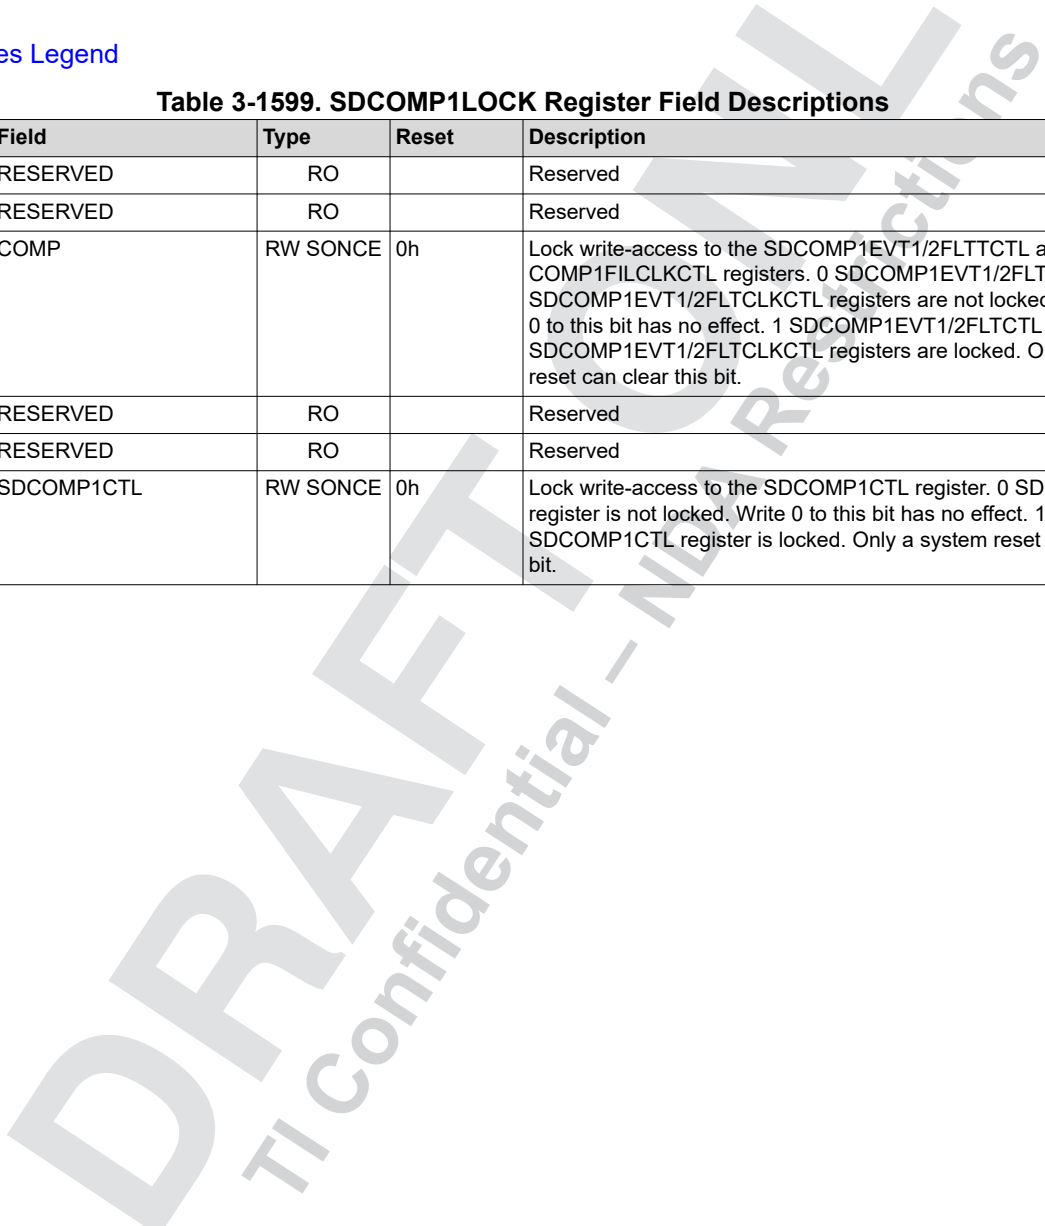 es Legend
Table 3-1599. SDCOMP1LOCK Register Field Descriptions
Field Type Reset Description
RESERVED RO Reserved
RESERVED RO Reserved
COMP RW SONCE 0h Lock write-access to the SDCOMP1EVT1/2FLTTCTL a
COMP1FILCLKCTL registers. 0 SDCOMP1EVT1/2FLT
SDCOMP1EVT1/2FLTCLKCTL registers are not locked
0 to this bit has no effect. 1 SDCOMP1EVT1/2FLTCTL
SDCOMP1EVT1/2FLTCLKCTL registers are locked. O
reset can clear this bit.
RESERVED RO Reserved
RESERVED RO Reserved
SDCOMP1CTL RW SONCE 0h Lock write-access to the SDCOMP1CTL register. 0 SD
register is not locked. Write 0 to this bit has no effect. 1
SDCOMP1CTL register is locked. Only a system reset
bit.
DRAFT ONL
TI Confidential – NDA Restrictions